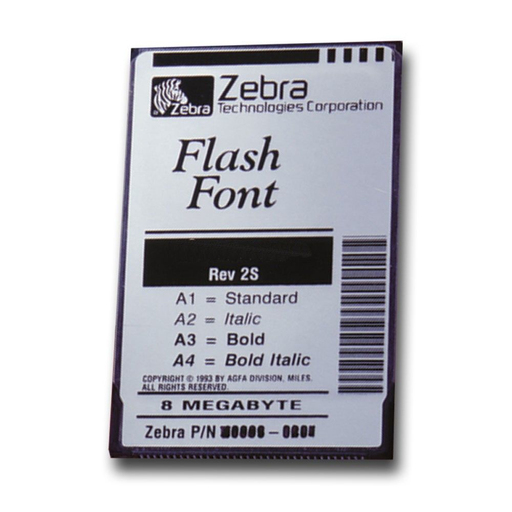 Zebra
Zebra
Technologies Corporation
Flash
Font
Rev 2S
A1 = Standard
A2 = Italic
A3 = Bold
A4 = Bold Italic
COPYRIGHT © 1993 BY AGFA DIVISION, MILES.
ALL RIGHTS RESERVED.
8 MEGABYTE
Zebra P/N